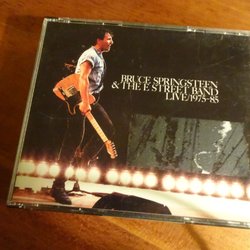 BRUCE SPRINGSTEEN
& THE E STREET BAND
LIVE/1975-85